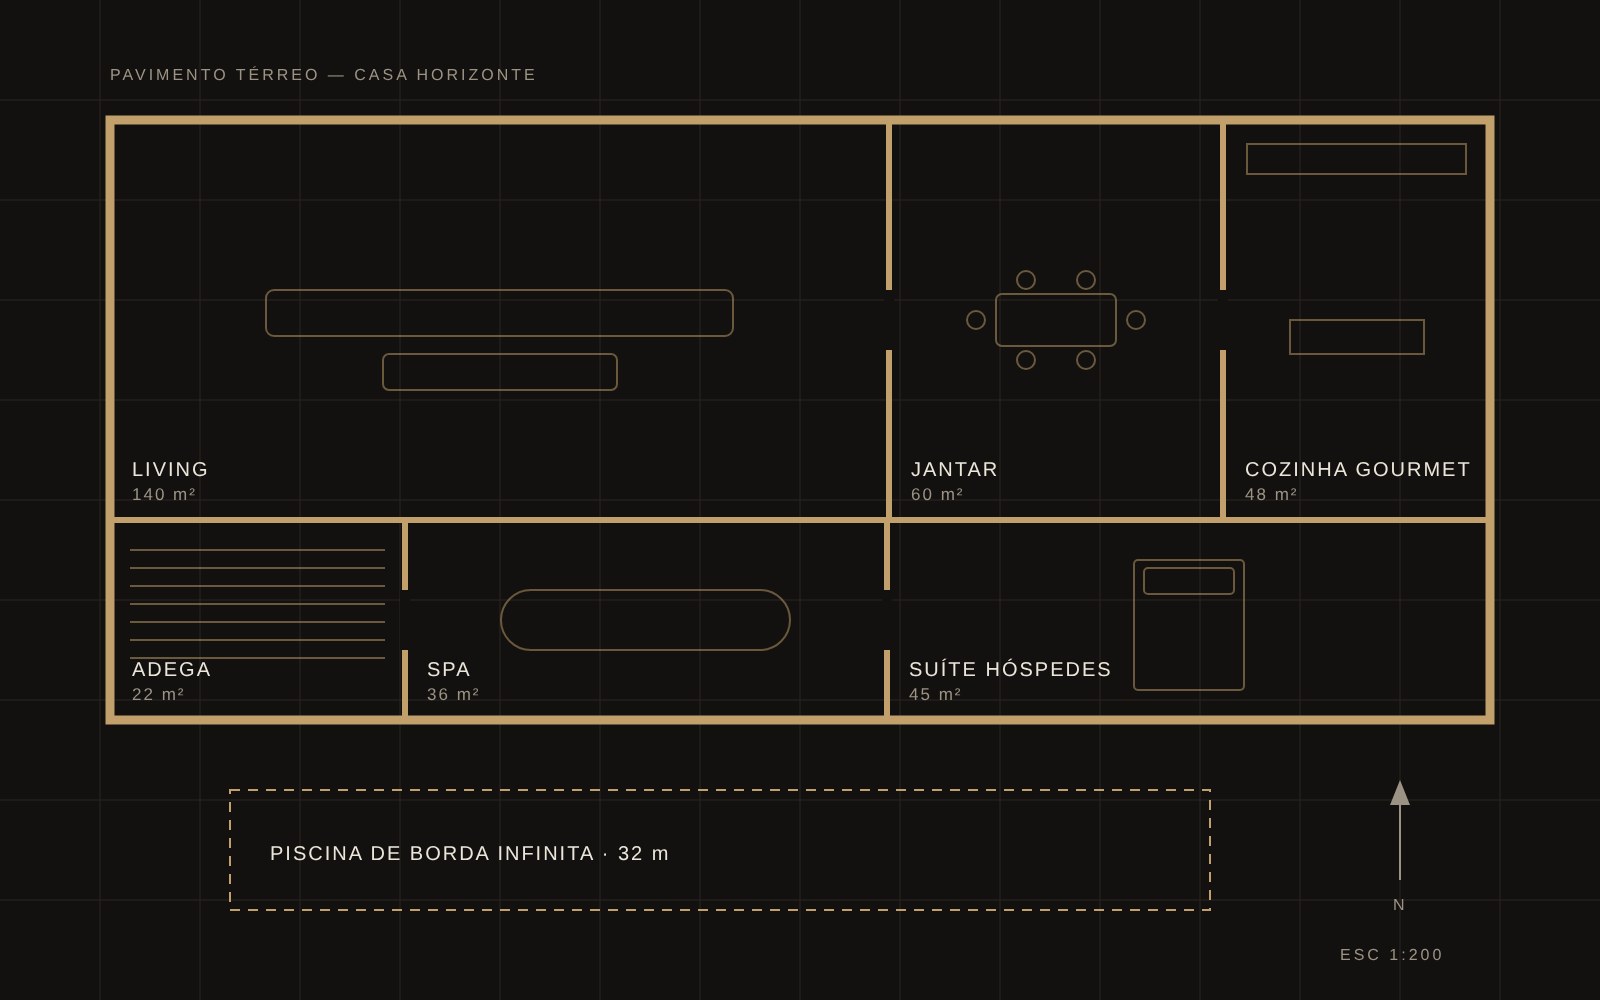 PAVIMENTO TÉRREO — CASA HORIZONTE
LIVING
140 m²
JANTAR
60 m²
COZINHA GOURMET
48 m²
ADEGA
22 m²
SPA
36 m²
SUÍTE HÓSPEDES
45 m²
PISCINA DE BORDA INFINITA · 32 m
N
ESC 1:200